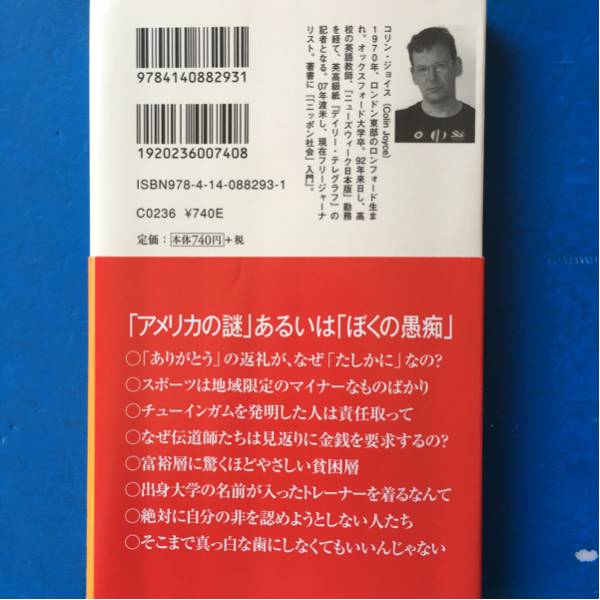 9784140882931
1920236007408
ISBN978-4-14-088293-1
C0236 ¥740E
定価：本体740円+税
コリン・ジョイス (Colin Joyce)
1970年、ロンドン東部のロンフォード生ま
れ。オックスフォード大学卒。92年来日し、高
校の英語教師、『ニューズウィーク日本版』勤務
を経て、英高級紙『デイリー・テレグラフ』の
記者となる。07年渡米し、現在フリージャーナ
リスト。著書に『「ニッポン社会」入門』。
「アメリカの謎」あるいは「ぼくの愚痴」
○「ありがとう」の返礼が、なぜ「たしかに」なの?
○スポーツは地域限定のマイナーなものばかり
○チューインガムを発明した人は責任取って
○なぜ伝道師たちは見返りに金銭を要求するの?
○富裕層に驚くほどやさしい貧困層
○出身大学の名前が入ったトレーナーを着るなんて
○絶対に自分の非を認めようとしない人たち
○そこまで真っ白な歯にしなくてもいいんじゃない